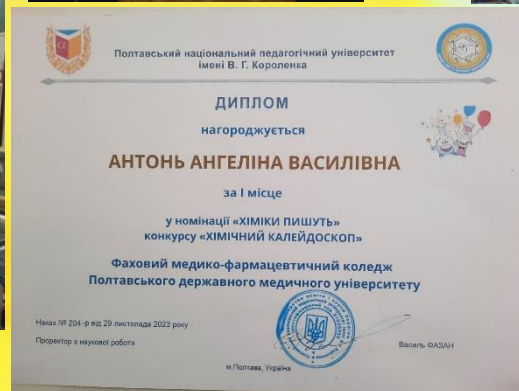 Полтавський національний педагогічний університет
імені В. Г. Короленка
ДИПЛОМ
нагороджується
АНТОНЬ АНГЕЛІНА ВАСИЛІВНА
за І місце
у номінації «ХІМІКИ ПИШУТЬ»
конкурсу «ХІМІЧНИЙ КАЛЕЙДОСКОП»
Фаховий медико-фармацевтичний коледж
Полтавського державного медичного університету
Наказ № 204 -р від 29 листопада 2023 року
Проректор з наукової роботи
Василь ФАЗАН
м.Полтава, Україна